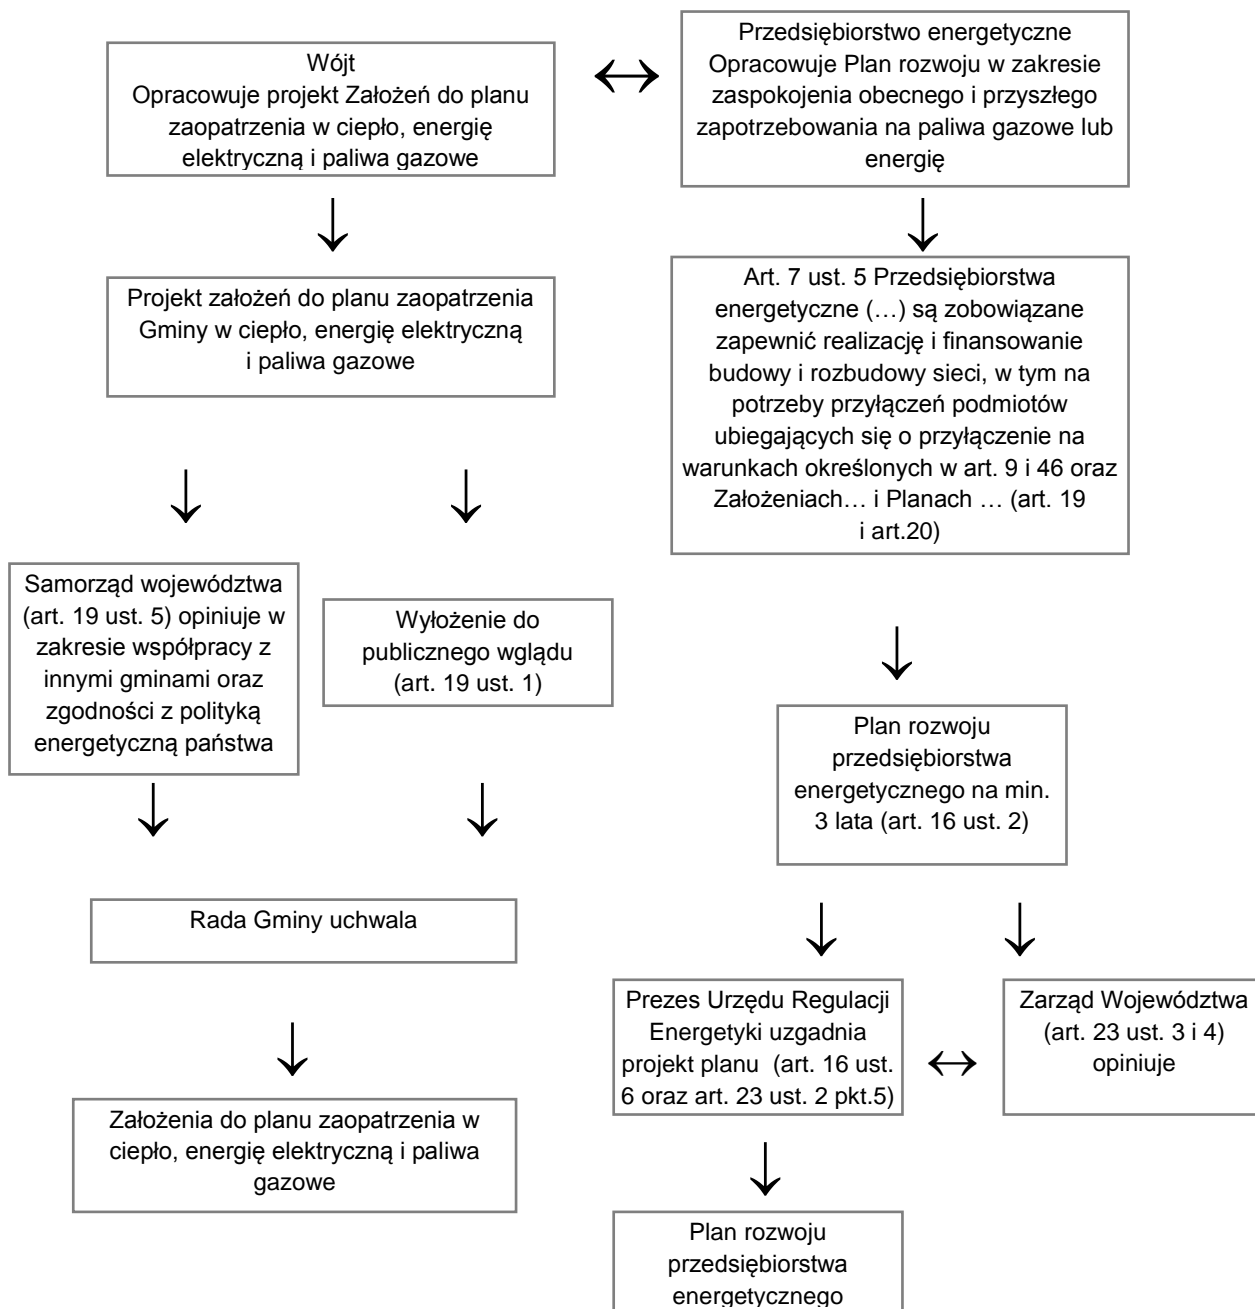 Wójt
Opracowuje projekt Założeń do planu
zaopatrzenia w ciepło, energię
elektryczną i paliwa gazowe
Przedsiębiorstwo energetyczne
Opracowuje Plan rozwoju w zakresie
zaspokojenia obecnego i przyszłego
zapotrzebowania na paliwa gazowe lub
energię
Projekt założeń do planu zaopatrzenia
Gminy w ciepło, energię elektryczną
i paliwa gazowe
Art. 7 ust. 5 Przedsiębiorstwa
energetyczne (…) są zobowiązane
zapewnić realizację i finansowanie
budowy i rozbudowy sieci, w tym na
potrzeby przyłączeń podmiotów
ubiegających się o przyłączenie na
warunkach określonych w art. 9 i 46 oraz
Założeniach… i Planach … (art. 19
i art.20)
Samorząd województwa
(art. 19 ust. 5) opiniuje w
zakresie współpracy z
innymi gminami oraz
zgodności z polityką
energetyczną państwa
Wyłożenie do
publicznego wglądu
(art. 19 ust. 1)
Plan rozwoju
przedsiębiorstwa
energetycznego na min.
3 lata (art. 16 ust. 2)
Rada Gminy uchwala
Prezes Urzędu Regulacji
Energetyki uzgadnia
projekt planu (art. 16 ust.
6 oraz art. 23 ust. 2 pkt.5)
Zarząd Województwa
(art. 23 ust. 3 i 4)
opiniuje
Założenia do planu zaopatrzenia w
ciepło, energię elektryczną i paliwa
gazowe
Plan rozwoju
przedsiębiorstwa
energetycznego